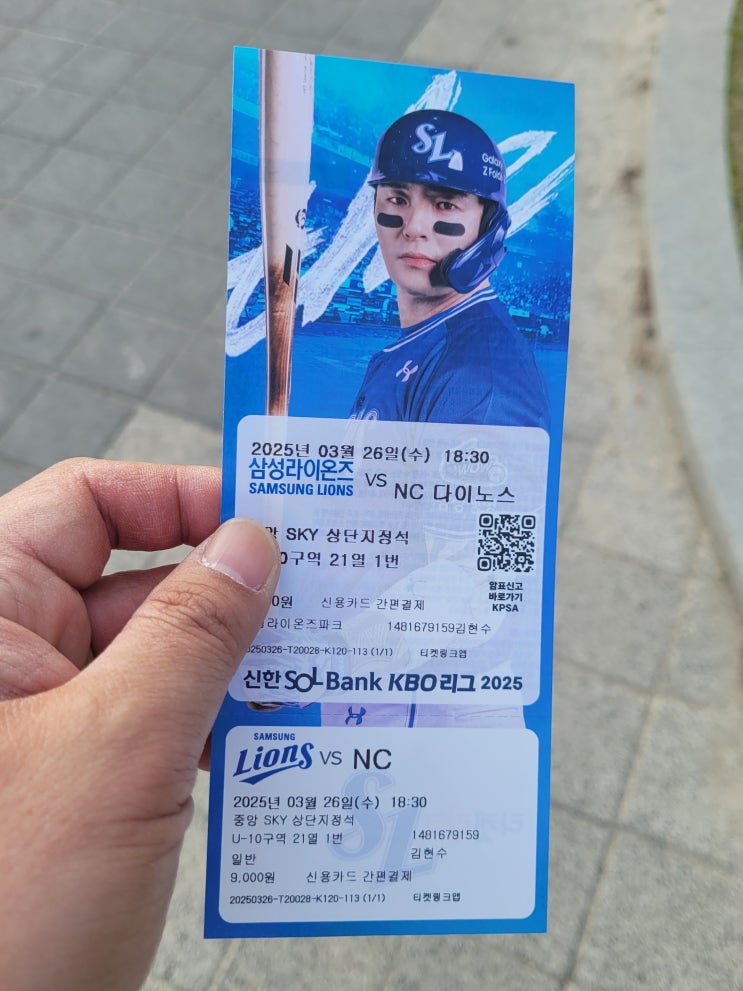 SL
Galaxy
Z Fold
2025년 03월 26일(수) 18:30
삼성라이온즈
SAMSUNG LIONS
VS
NC 다이노스
SKY 상단지정석
0구역 21열 1번
암표신고
바로가기
KPSA
0원 신용카드 간편결제
라이온즈파크 1481679159김현수
20250326-T20028-K120-113 (1/1) 티켓링크앱
신한 SOL Bank KBO 리그 2025
SAMSUNG
Lions VS NC
2025년 03월 26일(수) 18:30
중앙 SKY 상단지정석
U-10구역 21열 1번 1481679159
일반 김현수
9,000원 신용카드 간편결제
20250326-T20028-K120-113 (1/1) 티켓링크앱
SL